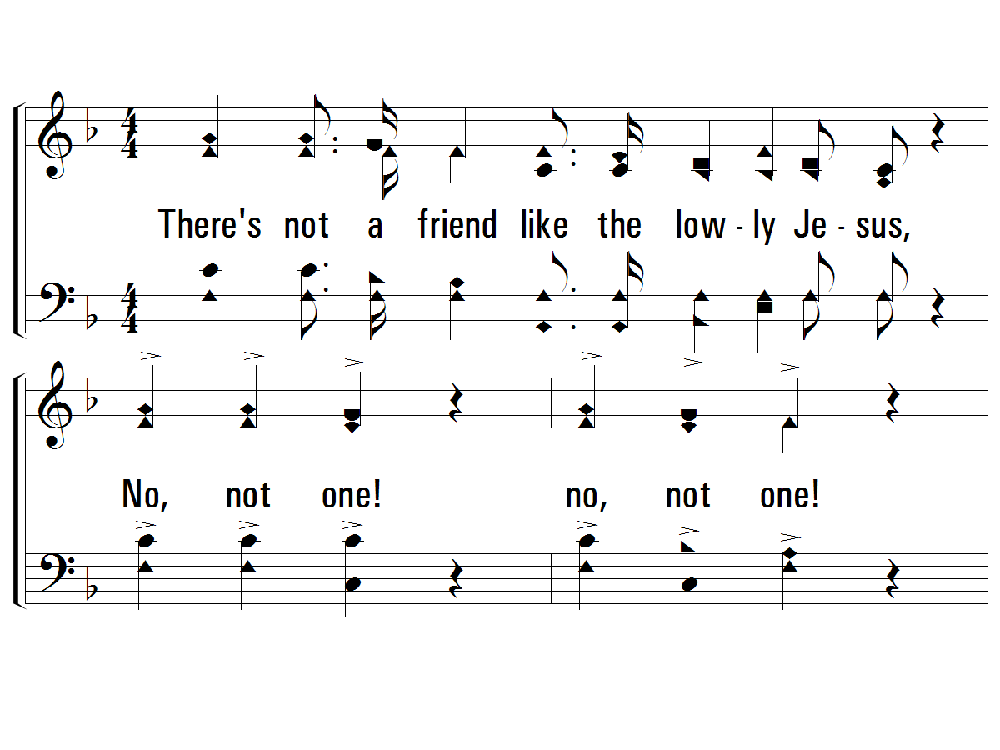 There's not a friend like the low - ly Je - sus,
No, not one! no, not one!